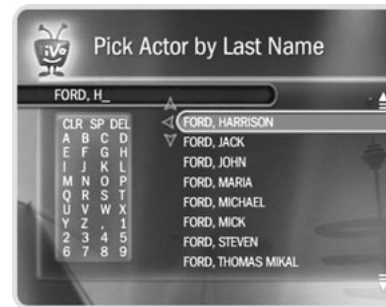 TiVo
Pick Actor by Last Name
FORD, H_
CLR SP DEL
A B C D
E F G H
I J K L
M N O P
Q R S T
U V W X
Y Z , 1
2 3 4 5
6 7 8 9
FORD, HARRISON
FORD, JACK
FORD, JOHN
FORD, MARIA
FORD, MICHAEL
FORD, MICK
FORD, STEVEN
FORD, THOMAS MIKAL